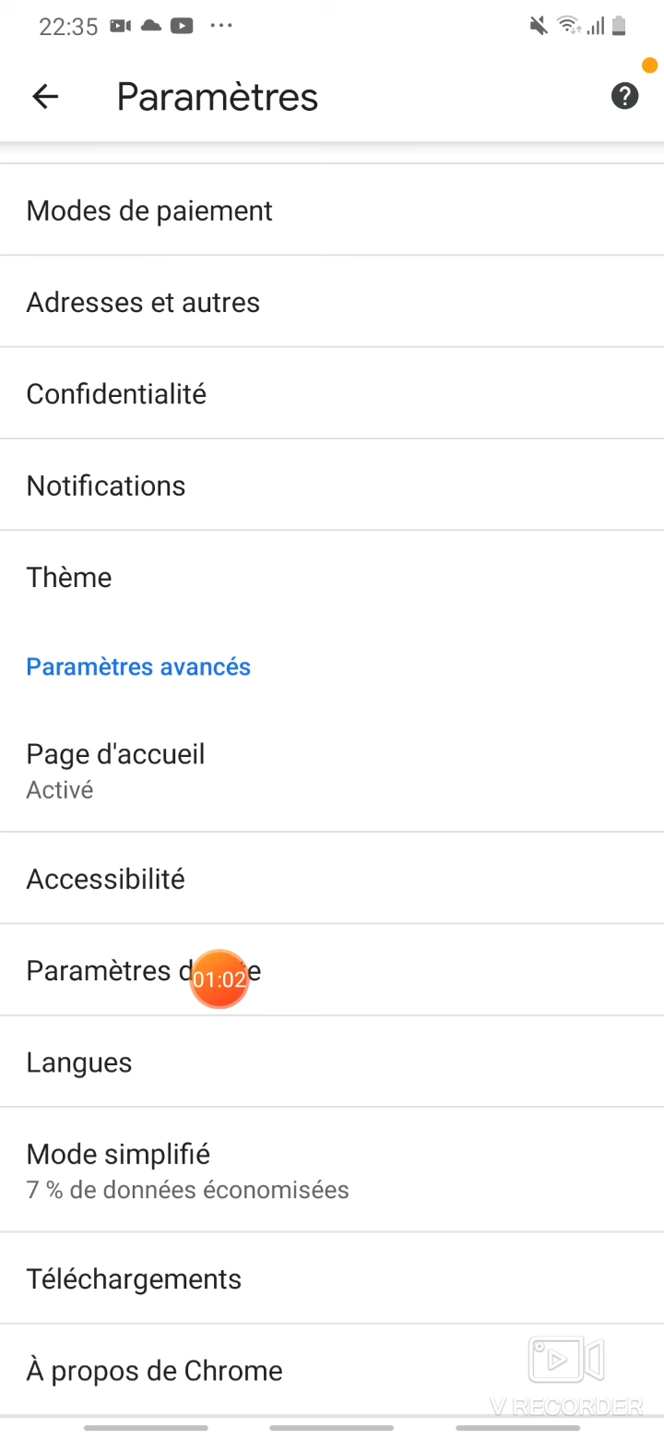 22:35
Paramètres
Modes de paiement
Adresses et autres
Confidentialité
Notifications
Thème
Paramètres avancés
Page d'accueil
Activé
Accessibilité
Paramètres
01:02
Langues
Mode simplifié
7 % de données économisées
Téléchargements
À propos de Chrome
V RECORDER